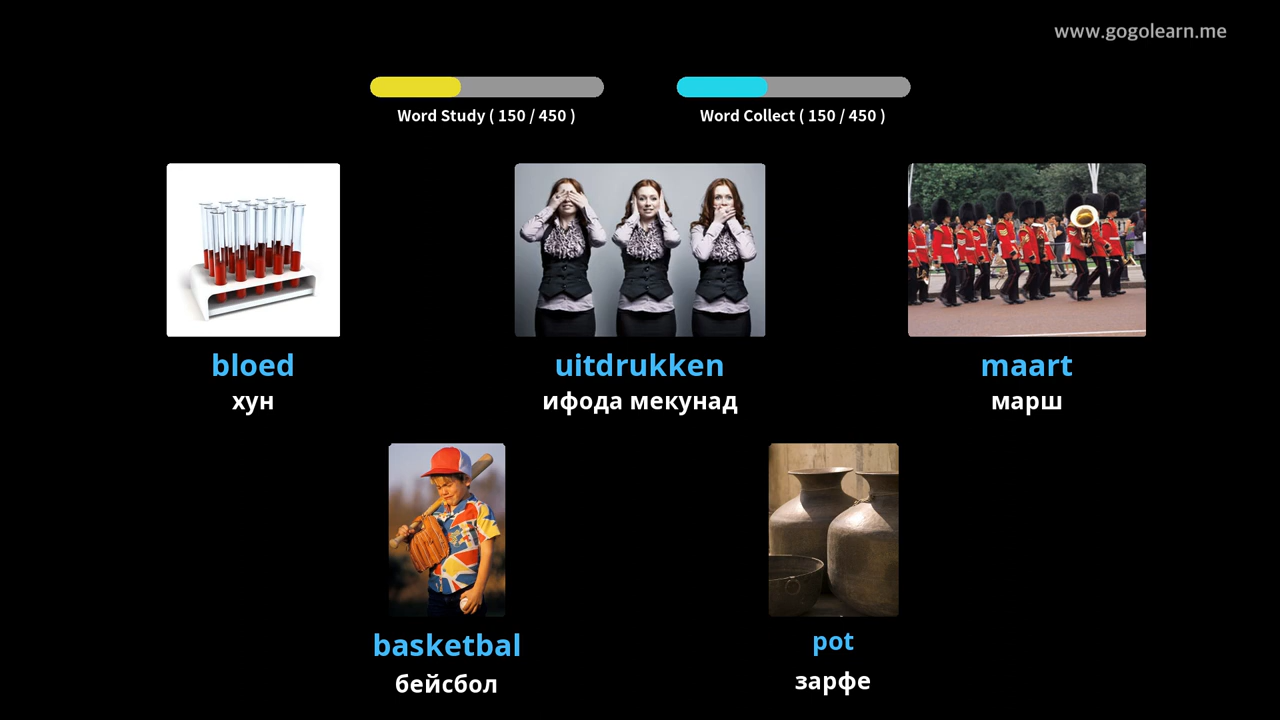 www.gogolearn.me
Word Study ( 150 / 450 )
Word Collect ( 150 / 450 )
bloed
хун
uitdrukken
ифода мекунад
maart
марш
basketbal
бейсбол
pot
зарфе